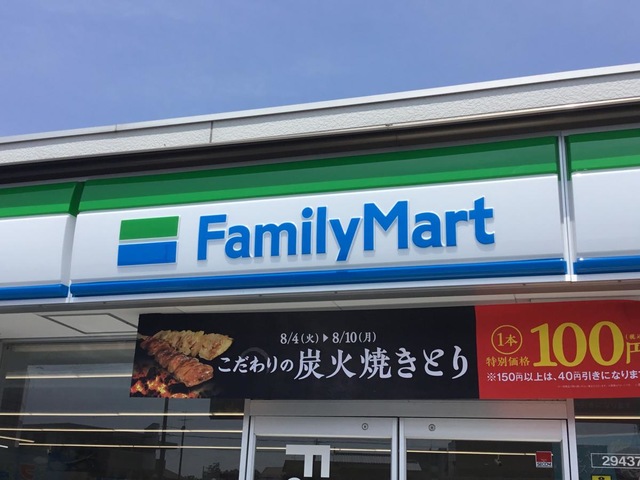 FamilyMart
8/4(火)▶8/10(月)
こだわりの炭火焼きとり
1本
特別価格
100円
※150円以上は、40円引きになりま
SECOM
29437